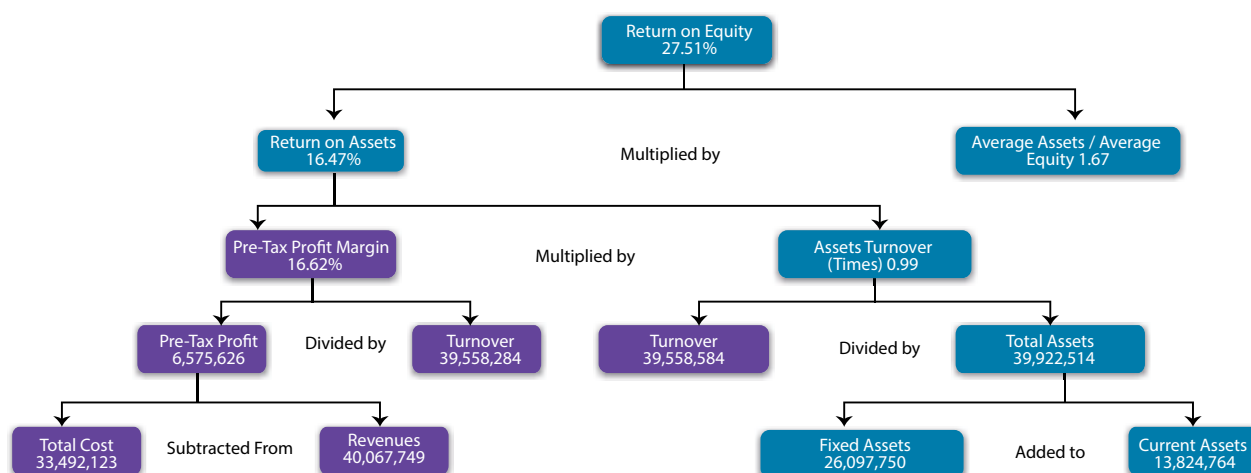 Return on Equity
27.51%
Return on Assets
16.47%
Multiplied by
Average Assets / Average
Equity 1.67
Pre-Tax Profit Margin
16.62%
Multiplied by
Assets Turnover
(Times) 0.99
Pre-Tax Profit
6,575,626
Divided by
Turnover
39,558,284
Turnover
39,558,584
Divided by
Total Assets
39,922,514
Total Cost
33,492,123
Subtracted From
Revenues
40,067,749
Fixed Assets
26,097,750
Added to
Current Assets
13,824,764